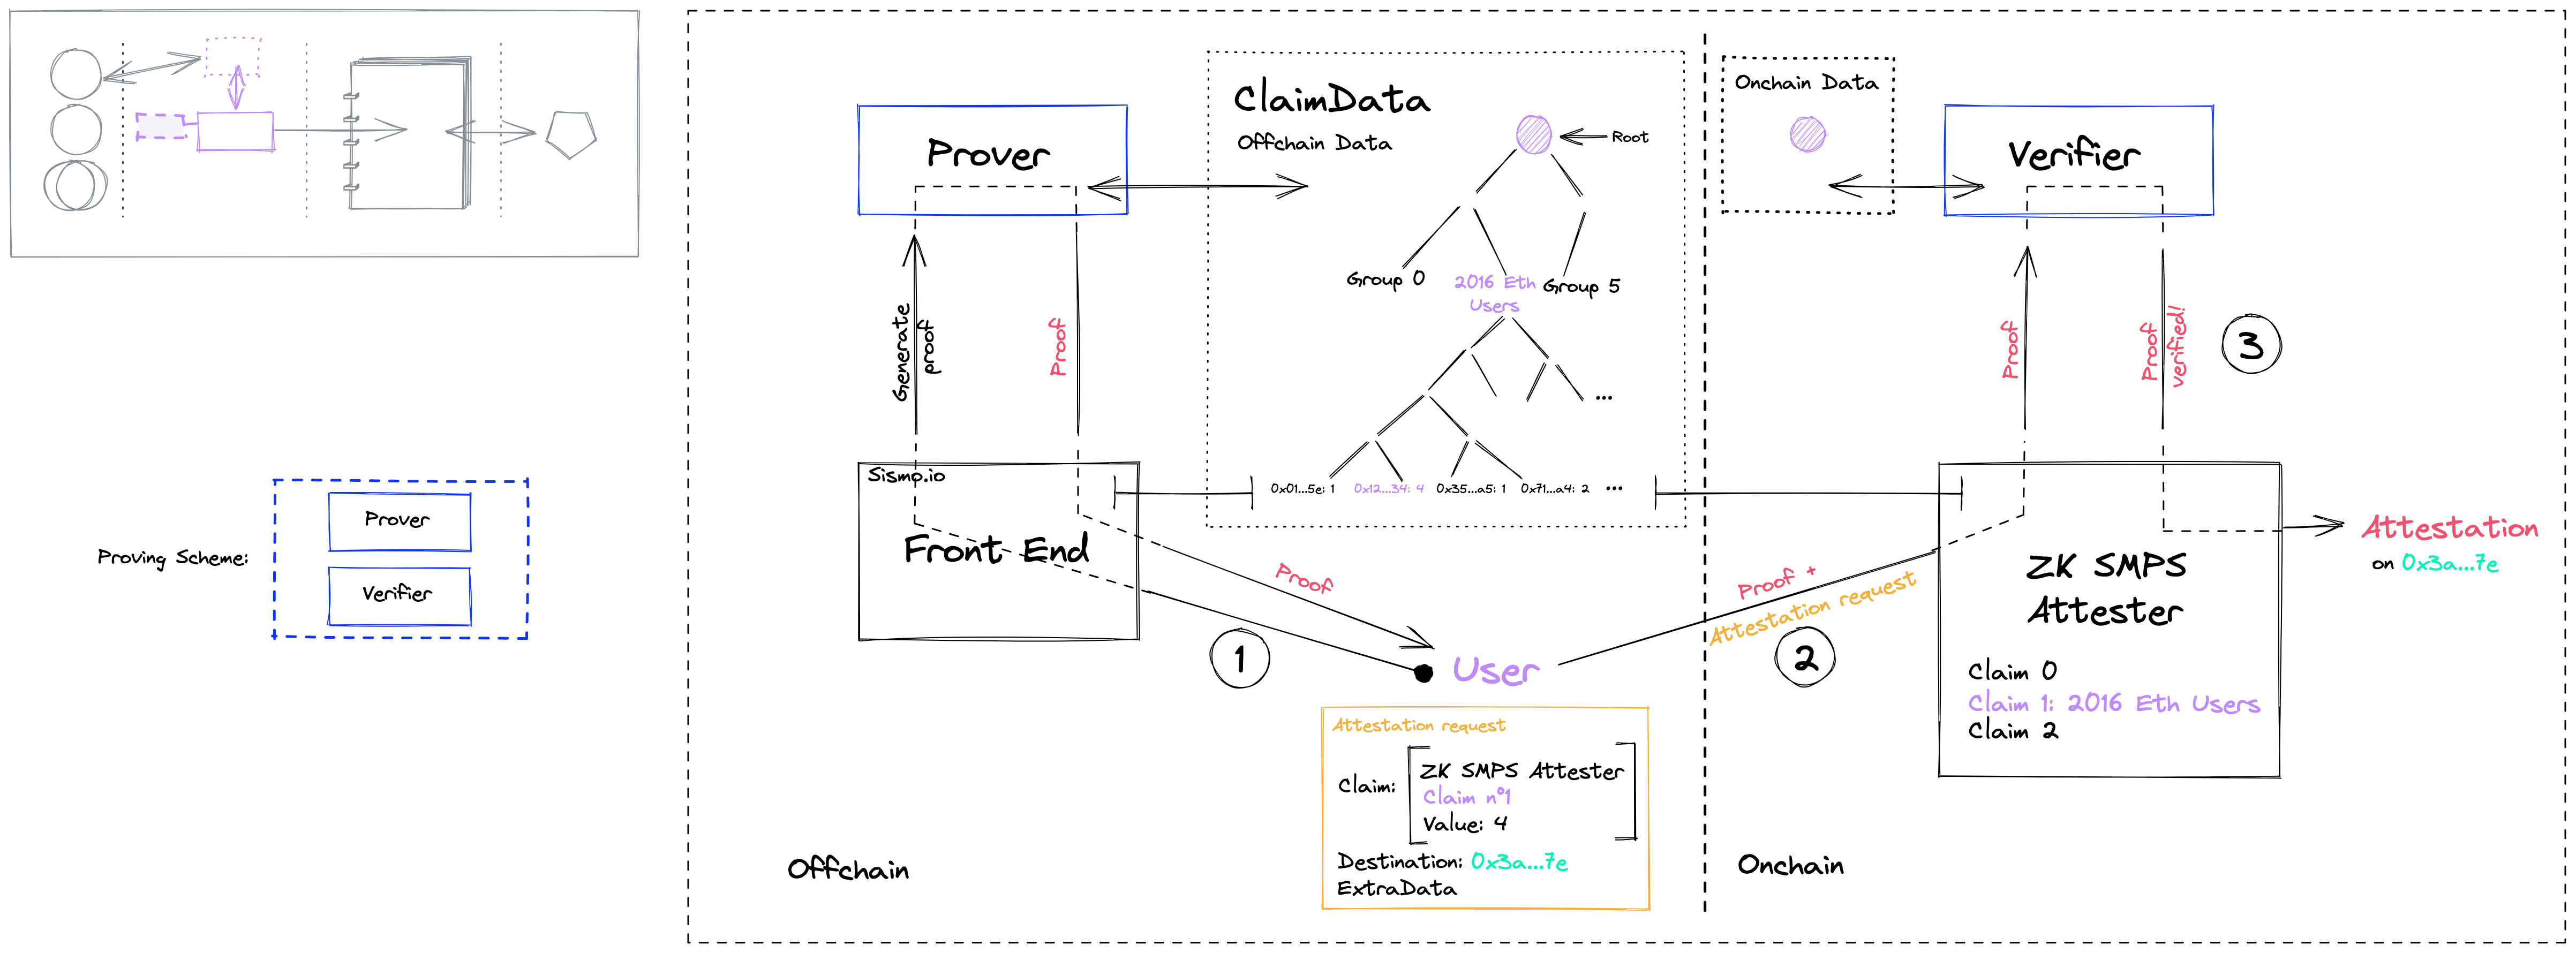 Proving Scheme:
Prover
Verifier
Prover
Generate
proof
Proof
Sismo.io
Front End
ClaimData
Offchain Data
Root
Group 0
2016 Eth
Users
Group 5
...
0x01...5e: 1
0x12...34: 4
0x35...a5: 1
0x71...a4: 2
...
Proof
1
User
Attestation request
Claim:
ZK SMPS Attester
Claim n°1
Value: 4
Destination: 0x3a...7e
ExtraData
Offchain
Onchain Data
Verifier
Proof
Proof
verified!
3
Proof +
Attestation request
2
ZK SMPS
Attester
Claim 0
Claim 1: 2016 Eth Users
Claim 2
Attestation
on 0x3a...7e
Onchain